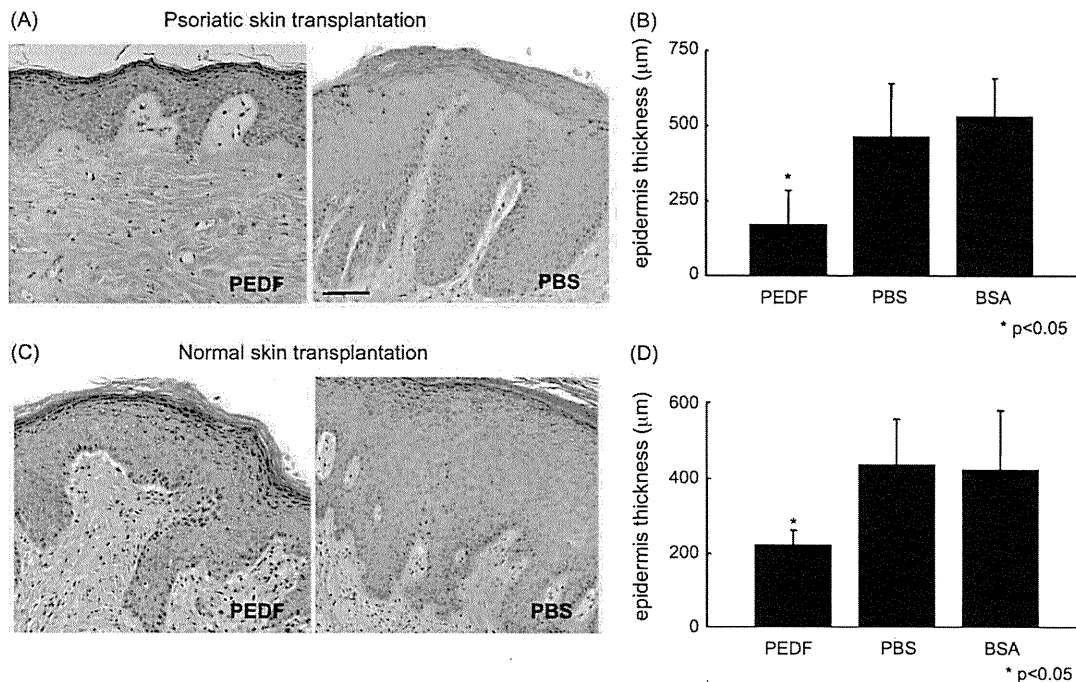 (A) Psoriatic skin transplantation
PEDF
PBS
(B)
epidermis thickness (μm)
750
500
250
0
*
PEDF PBS BSA
* p<0.05
(C) Normal skin transplantation
PEDF
PBS
(D)
epidermis thickness (μm)
600
400
200
0
*
PEDF PBS BSA
* p<0.05